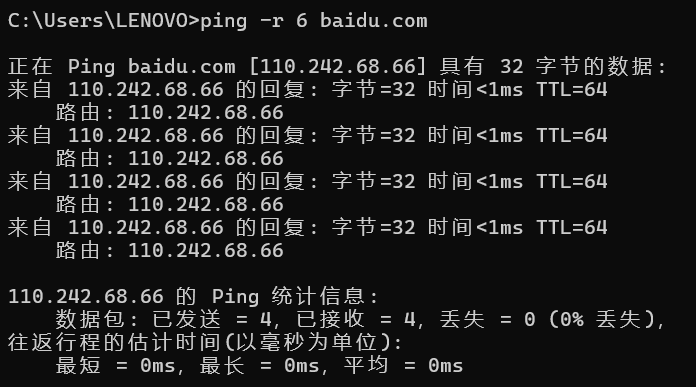 C:\Users\LENOVO>ping -r 6 baidu.com
正在 Ping baidu.com [110.242.68.66] 具有 32 字节的数据:
来自 110.242.68.66 的回复: 字节=32 时间<1ms TTL=64
路由: 110.242.68.66
来自 110.242.68.66 的回复: 字节=32 时间<1ms TTL=64
路由: 110.242.68.66
来自 110.242.68.66 的回复: 字节=32 时间<1ms TTL=64
路由: 110.242.68.66
来自 110.242.68.66 的回复: 字节=32 时间<1ms TTL=64
路由: 110.242.68.66
110.242.68.66 的 Ping 统计信息:
数据包: 已发送 = 4, 已接收 = 4, 丢失 = 0 (0% 丢失),
往返行程的估计时间(以毫秒为单位):
最短 = 0ms, 最长 = 0ms, 平均 = 0ms